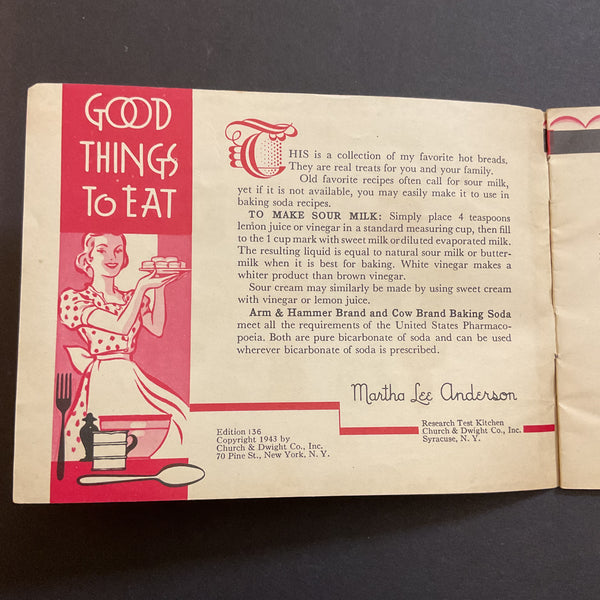 GOOD
THINGS
TO EAT
THIS is a collection of my favorite hot breads.
They are real treats for you and your family.
Old favorite recipes often call for sour milk,
yet if it is not available, you may easily make it to use in
baking soda recipes.
TO MAKE SOUR MILK: Simply place 4 teaspoons
lemon juice or vinegar in a standard measuring cup, then fill
to the 1 cup mark with sweet milk or diluted evaporated milk.
The resulting liquid is equal to natural sour milk or butter-
milk when it is best for baking. White vinegar makes a
whiter product than brown vinegar.
Sour cream may similarly be made by using sweet cream
with vinegar or lemon juice.
Arm & Hammer Brand and Cow Brand Baking Soda
meet all the requirements of the United States Pharmaco-
poeia. Both are pure bicarbonate of soda and can be used
wherever bicarbonate of soda is prescribed.
Martha Lee Anderson
Research Test Kitchen
Church & Dwight Co., Inc.
Syracuse, N. Y.
Edition 136
Copyright 1943 by
Church & Dwight Co., Inc.
70 Pine St., New York, N. Y.